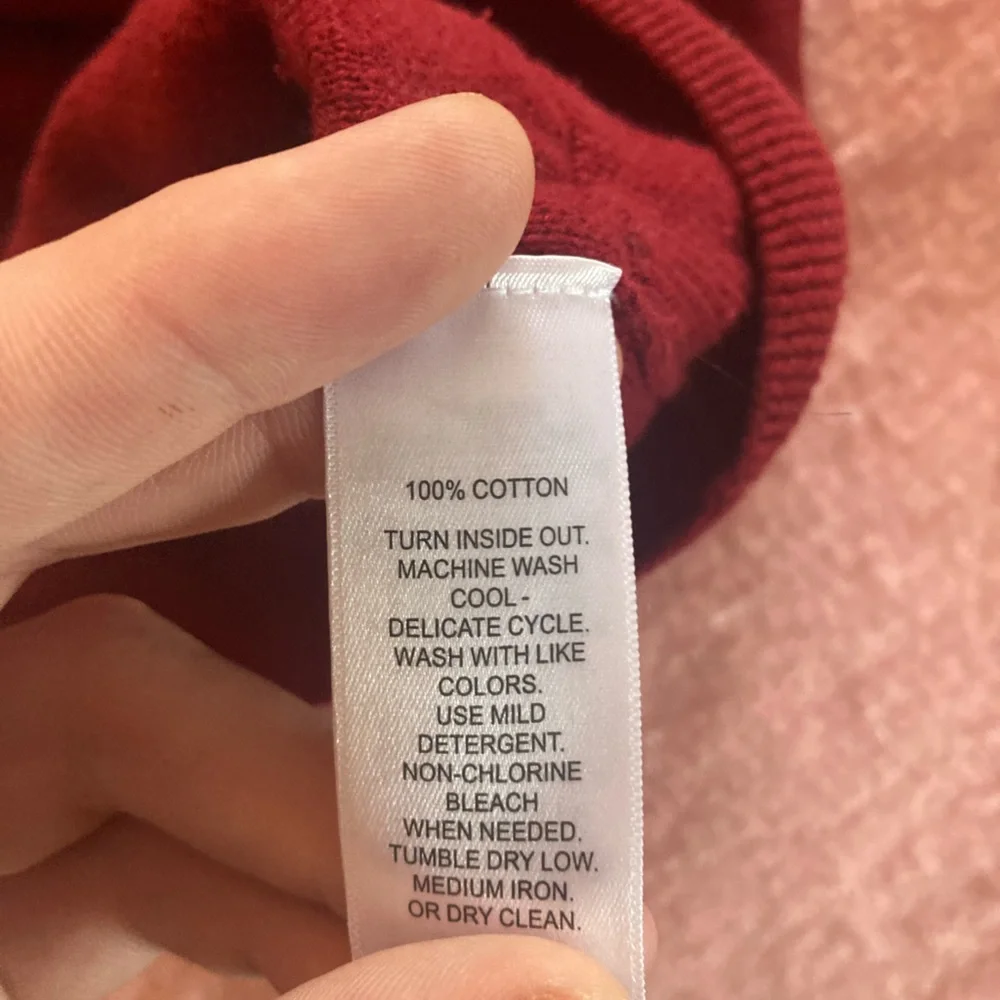 100% COTTON
TURN INSIDE OUT.
MACHINE WASH
COOL-
DELICATE CYCLE.
WASH WITH LIKE
COLORS.
USE MILD
DETERGENT.
NON-CHLORINE
BLEACH
WHEN NEEDED.
TUMBLE DRY LOW.
MEDIUM IRON.
OR DRY CLEAN.